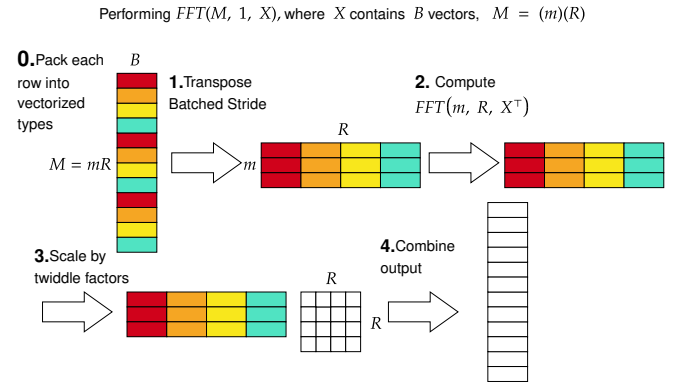 Performing FFT(M, 1, X), where X contains B vectors, M = (m)(R)
0.Pack each
row into
vectorized
types
B
M = mR
1.Transpose
Batched Stride
R
m
2. Compute
FFT(m, R, X⊤)
3.Scale by
twiddle factors
R
R
4.Combine
output